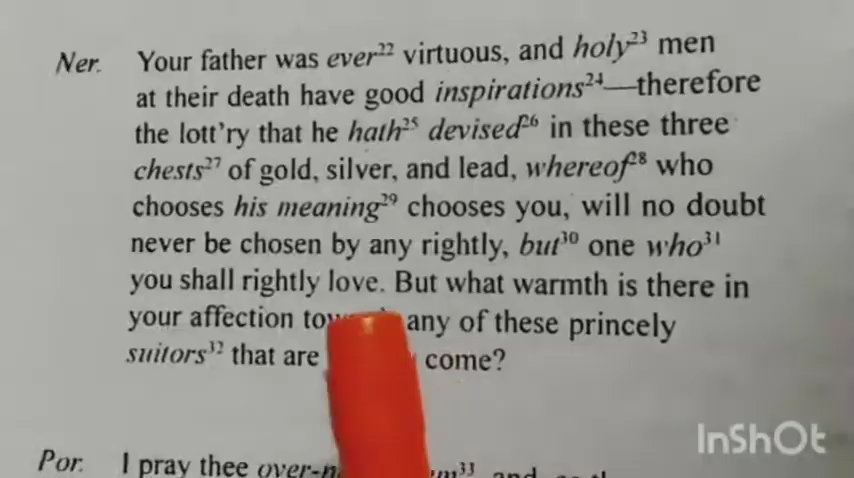 Ner. Your father was ever²² virtuous, and holy²³ men
at their death have good inspirations²⁴—therefore
the lott'ry that he hath²⁵ devised²⁶ in these three
chests²⁷ of gold, silver, and lead, whereof²⁸ who
chooses his meaning²⁹ chooses you, will no doubt
never be chosen by any rightly, but³⁰ one who³¹
you shall rightly love. But what warmth is there in
your affection any of these princely
suitors³² that are come?
Por. I pray thee
InShOt